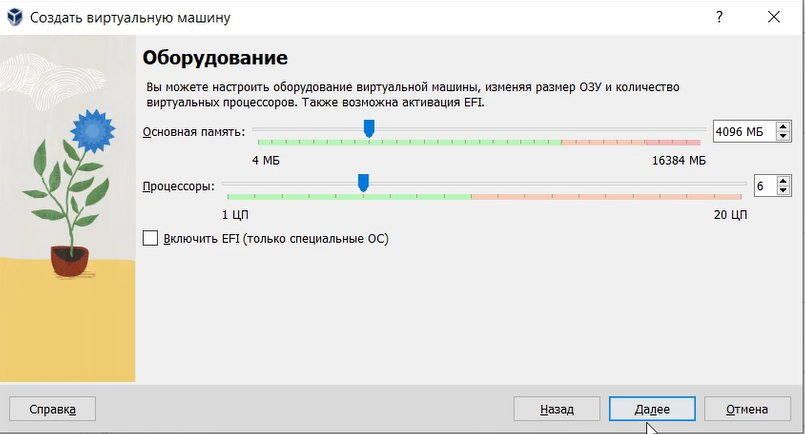 Создать виртуальную машину
?
Оборудование
Вы можете настроить оборудование виртуальной машины, изменяя размер ОЗУ и количество
виртуальных процессоров. Также возможна активация EFI.
Основная память: 4096 МБ
4 МБ 16384 МБ
Процессоры: 6
1 ЦП 20 ЦП
Включить EFI (только специальные ОС)
Справка Назад Далее Отмена